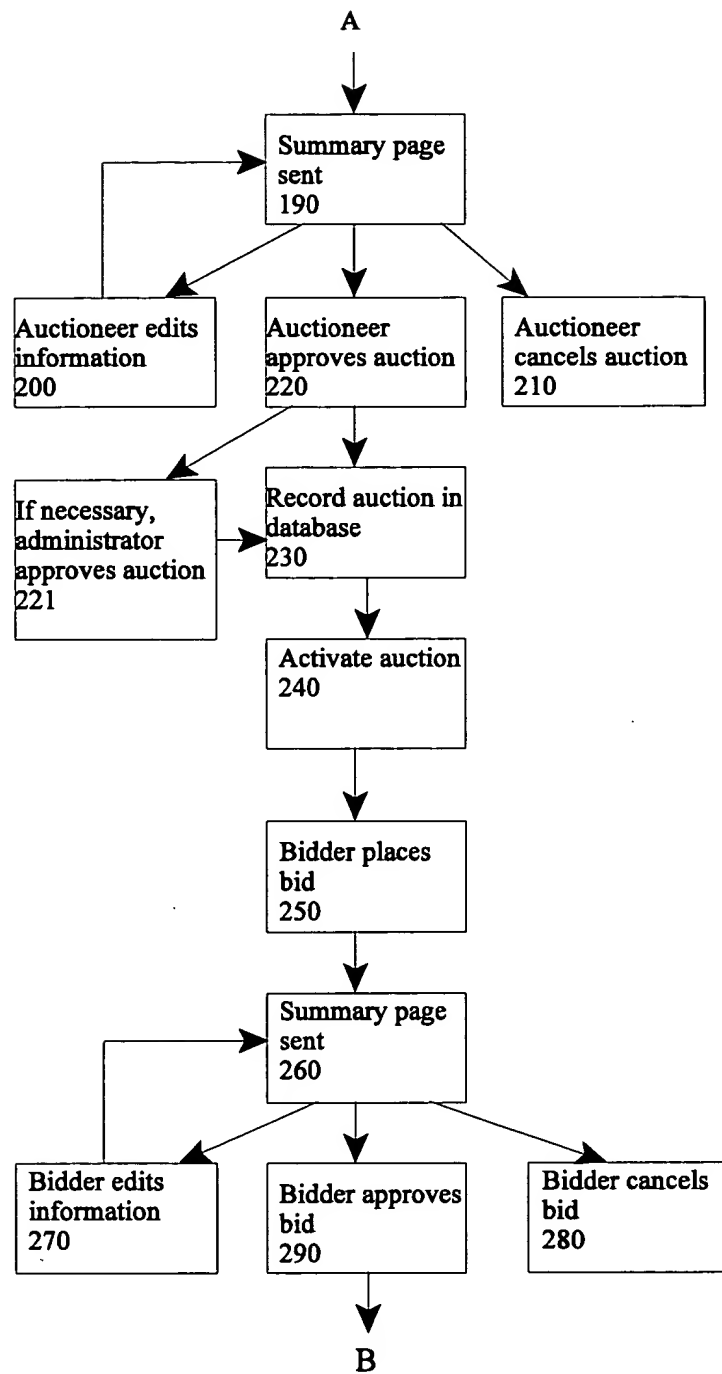 A
Summary page
sent
190
Auctioneer edits
information
200
Auctioneer
approves auction
220
Auctioneer
cancels auction
210
If necessary,
administrator
approves auction
221
Record auction in
database
230
Activate auction
240
Bidder places
bid
250
Summary page
sent
260
Bidder edits
information
270
Bidder approves
bid
290
Bidder cancels
bid
280
B